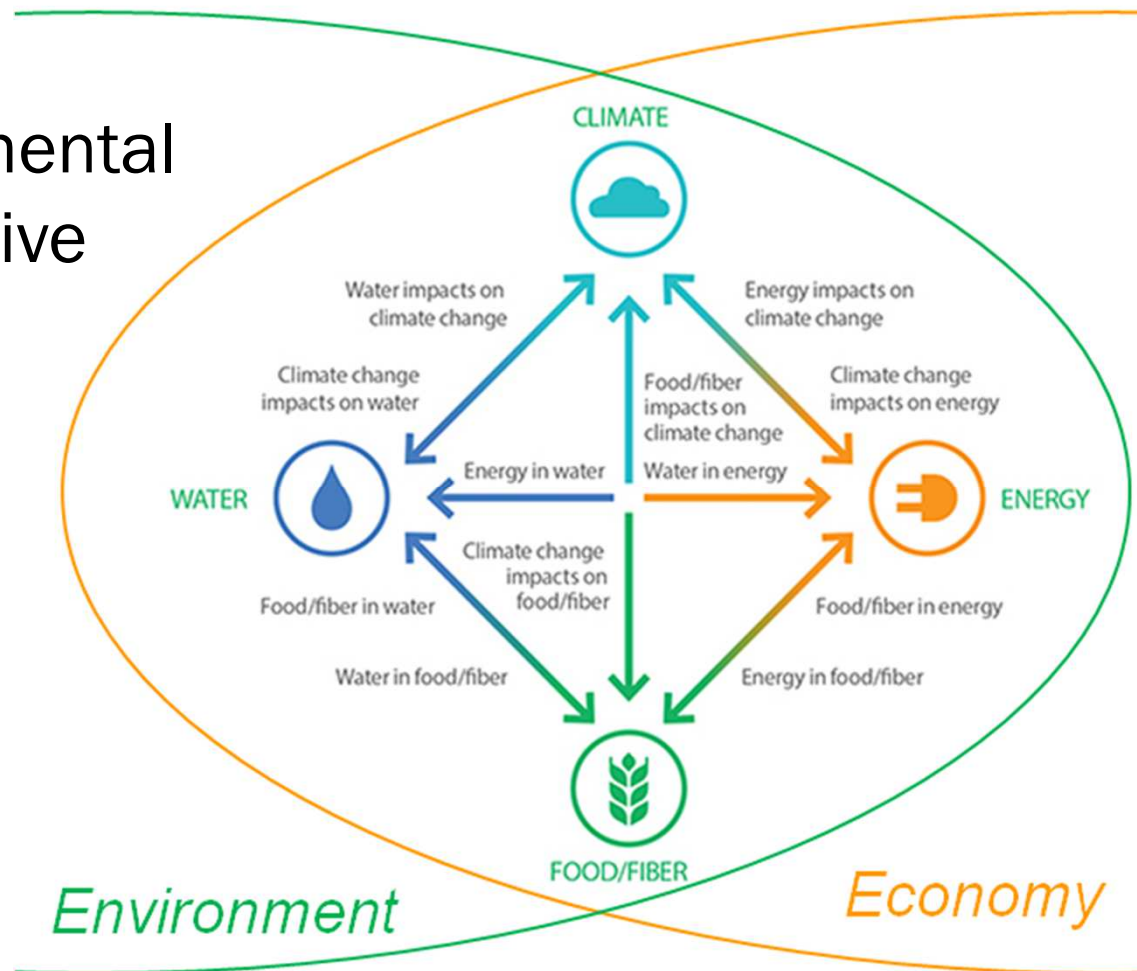 mental
ive
CLIMATE
Water impacts on
climate change
Energy impacts on
climate change
Climate change
impacts on water
Food/fiber
impacts on
climate change
Climate change
impacts on energy
Energy in water
Water in energy
WATER
ENERGY
Climate change
impacts on
food/fiber
Food/fiber in water
Food/fiber in energy
Water in food/fiber
Energy in food/fiber
FOOD/FIBER
Environment
Economy